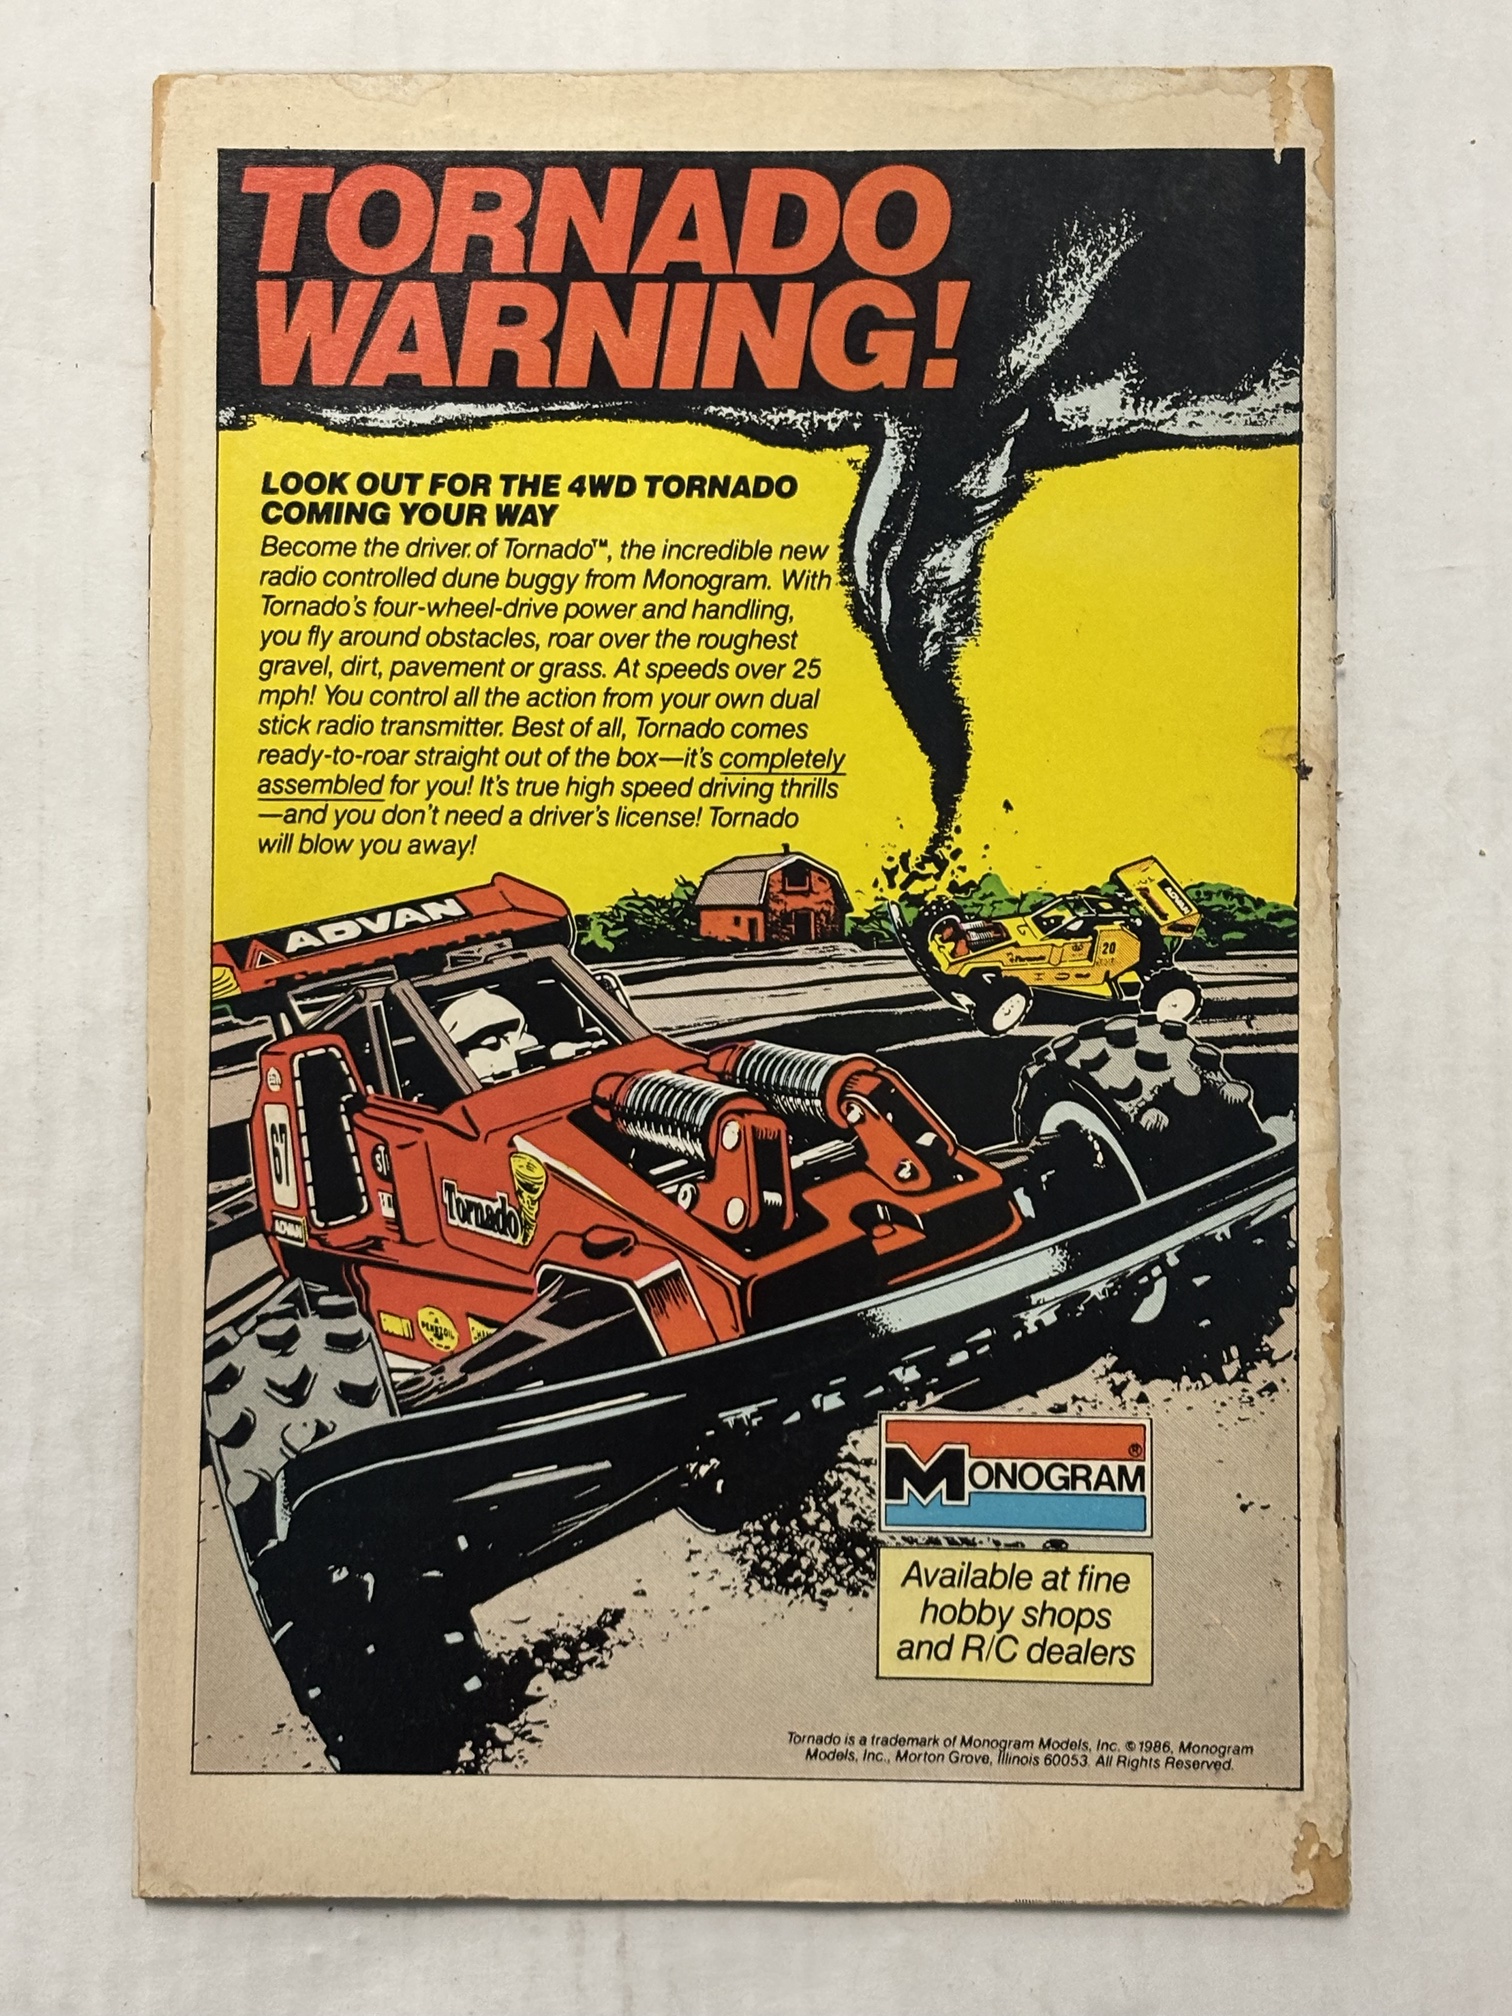 TORNADO
WARNING!
LOOK OUT FOR THE 4WD TORNADO
COMING YOUR WAY
Become the driver of Tornado™, the incredible new
radio controlled dune buggy from Monogram. With
Tornado's four-wheel-drive power and handling,
you fly around obstacles, roar over the roughest
gravel, dirt, pavement or grass. At speeds over 25
mph! You control all the action from your own dual
stick radio transmitter. Best of all, Tornado comes
ready-to-roar straight out of the box—it's completely
assembled for you! It's true high speed driving thrills
—and you don't need a driver's license! Tornado
will blow you away!
ADVAN
ADVAN
20
Tornado
67
ADVAN
Tornado
PENNZOIL
MONOGRAM®
Available at fine
hobby shops
and R/C dealers
Tornado is a trademark of Monogram Models, Inc. © 1986, Monogram
Models, Inc., Morton Grove, Illinois 60053. All Rights Reserved.